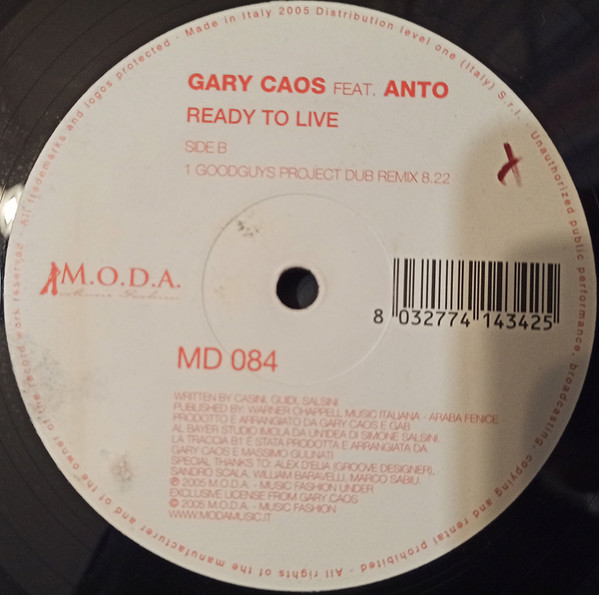 Made in Italy 2005 Distribution level one (Italy) S.r.l. · Unauthorized public performance, broadcasting, copying and rental prohibited · All rights of the manufacturer and of the owner of the record work reserved · All trademarks and logos protected ·
GARY CAOS FEAT. ANTO
READY TO LIVE
SIDE B
1 GOODGUYS PROJECT DUB REMIX 8.22
M.O.D.A.
8 032774 143425
MD 084
WRITTEN BY CASINI, GUIDI, SALSINI
PUBLISHED BY: WARNER CHAPPELL MUSIC ITALIANA - ARABA FENICE
PRODOTTO E ARRANGIATO DA GARY CAOS E GAB
AL BAYERI STUDIO IMOLA DA UN'IDEA DI SIMONE SALSINI.
LA TRACCIA B1 É STATA PRODOTTA E ARRANGIATA DA
GARY CAOS E MASSIMO GULINATI
SPECIAL THANKS TO: ALEX D'ELIA (GROOVE DESIGNER),
SANDRO SCALA, WILLIAM BARAVELLI, MARCO SABIU.
℗ 2005 M.O.D.A. - MUSIC FASHION UNDER
EXCLUSIVE LICENSE FROM GARY CAOS
© 2005 M.O.D.A. - MUSIC FASHION
WWW.MODAMUSIC.IT